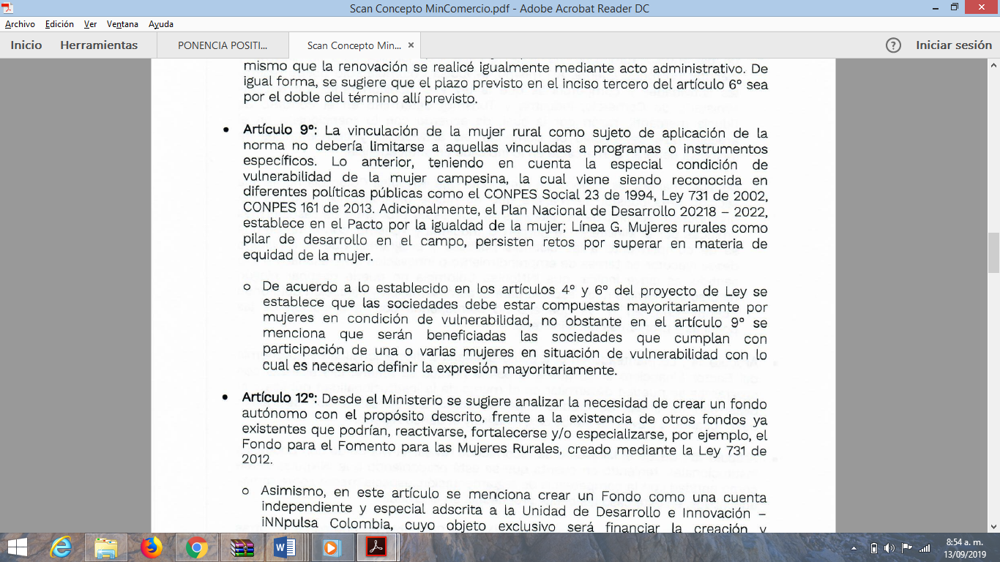 Scan Concepto MinComercio.pdf - Adobe Acrobat Reader DC
Archivo Edición Ver Ventana Ayuda
Inicio Herramientas PONENCIA POSITI... Scan Concepto Min... × ? Iniciar sesión
mismo que la renovación se realicé igualmente mediante acto administrativo. De
igual forma, se sugiere que el plazo previsto en el inciso tercero del artículo 6° sea
por el doble del término allí previsto.
• Artículo 9°: La vinculación de la mujer rural como sujeto de aplicación de la
norma no debería limitarse a aquellas vinculadas a programas o instrumentos
específicos. Lo anterior, teniendo en cuenta la especial condición de
vulnerabilidad de la mujer campesina, la cual viene siendo reconocida en
diferentes políticas públicas como el CONPES Social 23 de 1994, Ley 731 de 2002,
CONPES 161 de 2013. Adicionalmente, el Plan Nacional de Desarrollo 20218 – 2022,
establece en el Pacto por la igualdad de la mujer; Línea G. Mujeres rurales como
pilar de desarrollo en el campo, persisten retos por superar en materia de
equidad de la mujer.
o De acuerdo a lo establecido en los artículos 4° y 6° del proyecto de Ley se
establece que las sociedades debe estar compuestas mayoritariamente por
mujeres en condición de vulnerabilidad, no obstante en el artículo 9° se
menciona que serán beneficiadas las sociedades que cumplan con
participación de una o varias mujeres en situación de vulnerabilidad con lo
cual es necesario definir la expresión mayoritariamente.
• Artículo 12°: Desde el Ministerio se sugiere analizar la necesidad de crear un fondo
autónomo con el propósito descrito, frente a la existencia de otros fondos ya
existentes que podrían, reactivarse, fortalecerse y/o especializarse, por ejemplo, el
Fondo para el Fomento para las Mujeres Rurales, creado mediante la Ley 731 de
2012.
o Asimismo, en este artículo se menciona crear un Fondo como una cuenta
independiente y especial adscrita a la Unidad de Desarrollo e Innovación –
iNNpulsa Colombia, cuyo objeto exclusivo será financiar la creación y
8:54 a. m.
13/09/2019